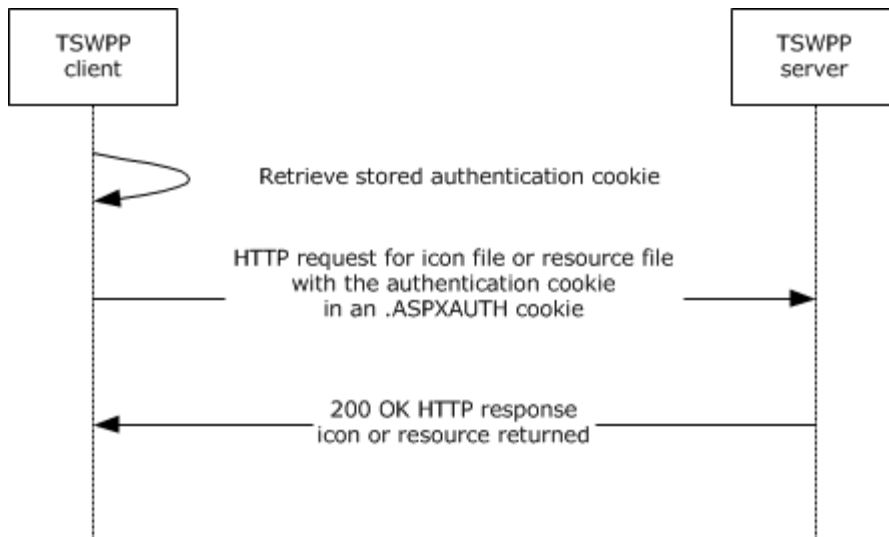 TSWPP
client
TSWPP
server
Retrieve stored authentication cookie
HTTP request for icon file or resource file
with the authentication cookie
in an .ASPXAUTH cookie
200 OK HTTP response
icon or resource returned